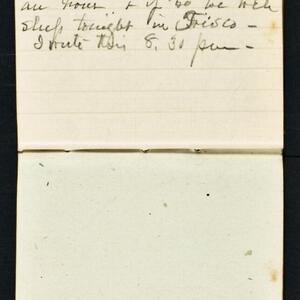 an hour & if so we will
sleep tonight in Frisco -
I write this 8.30 pm -